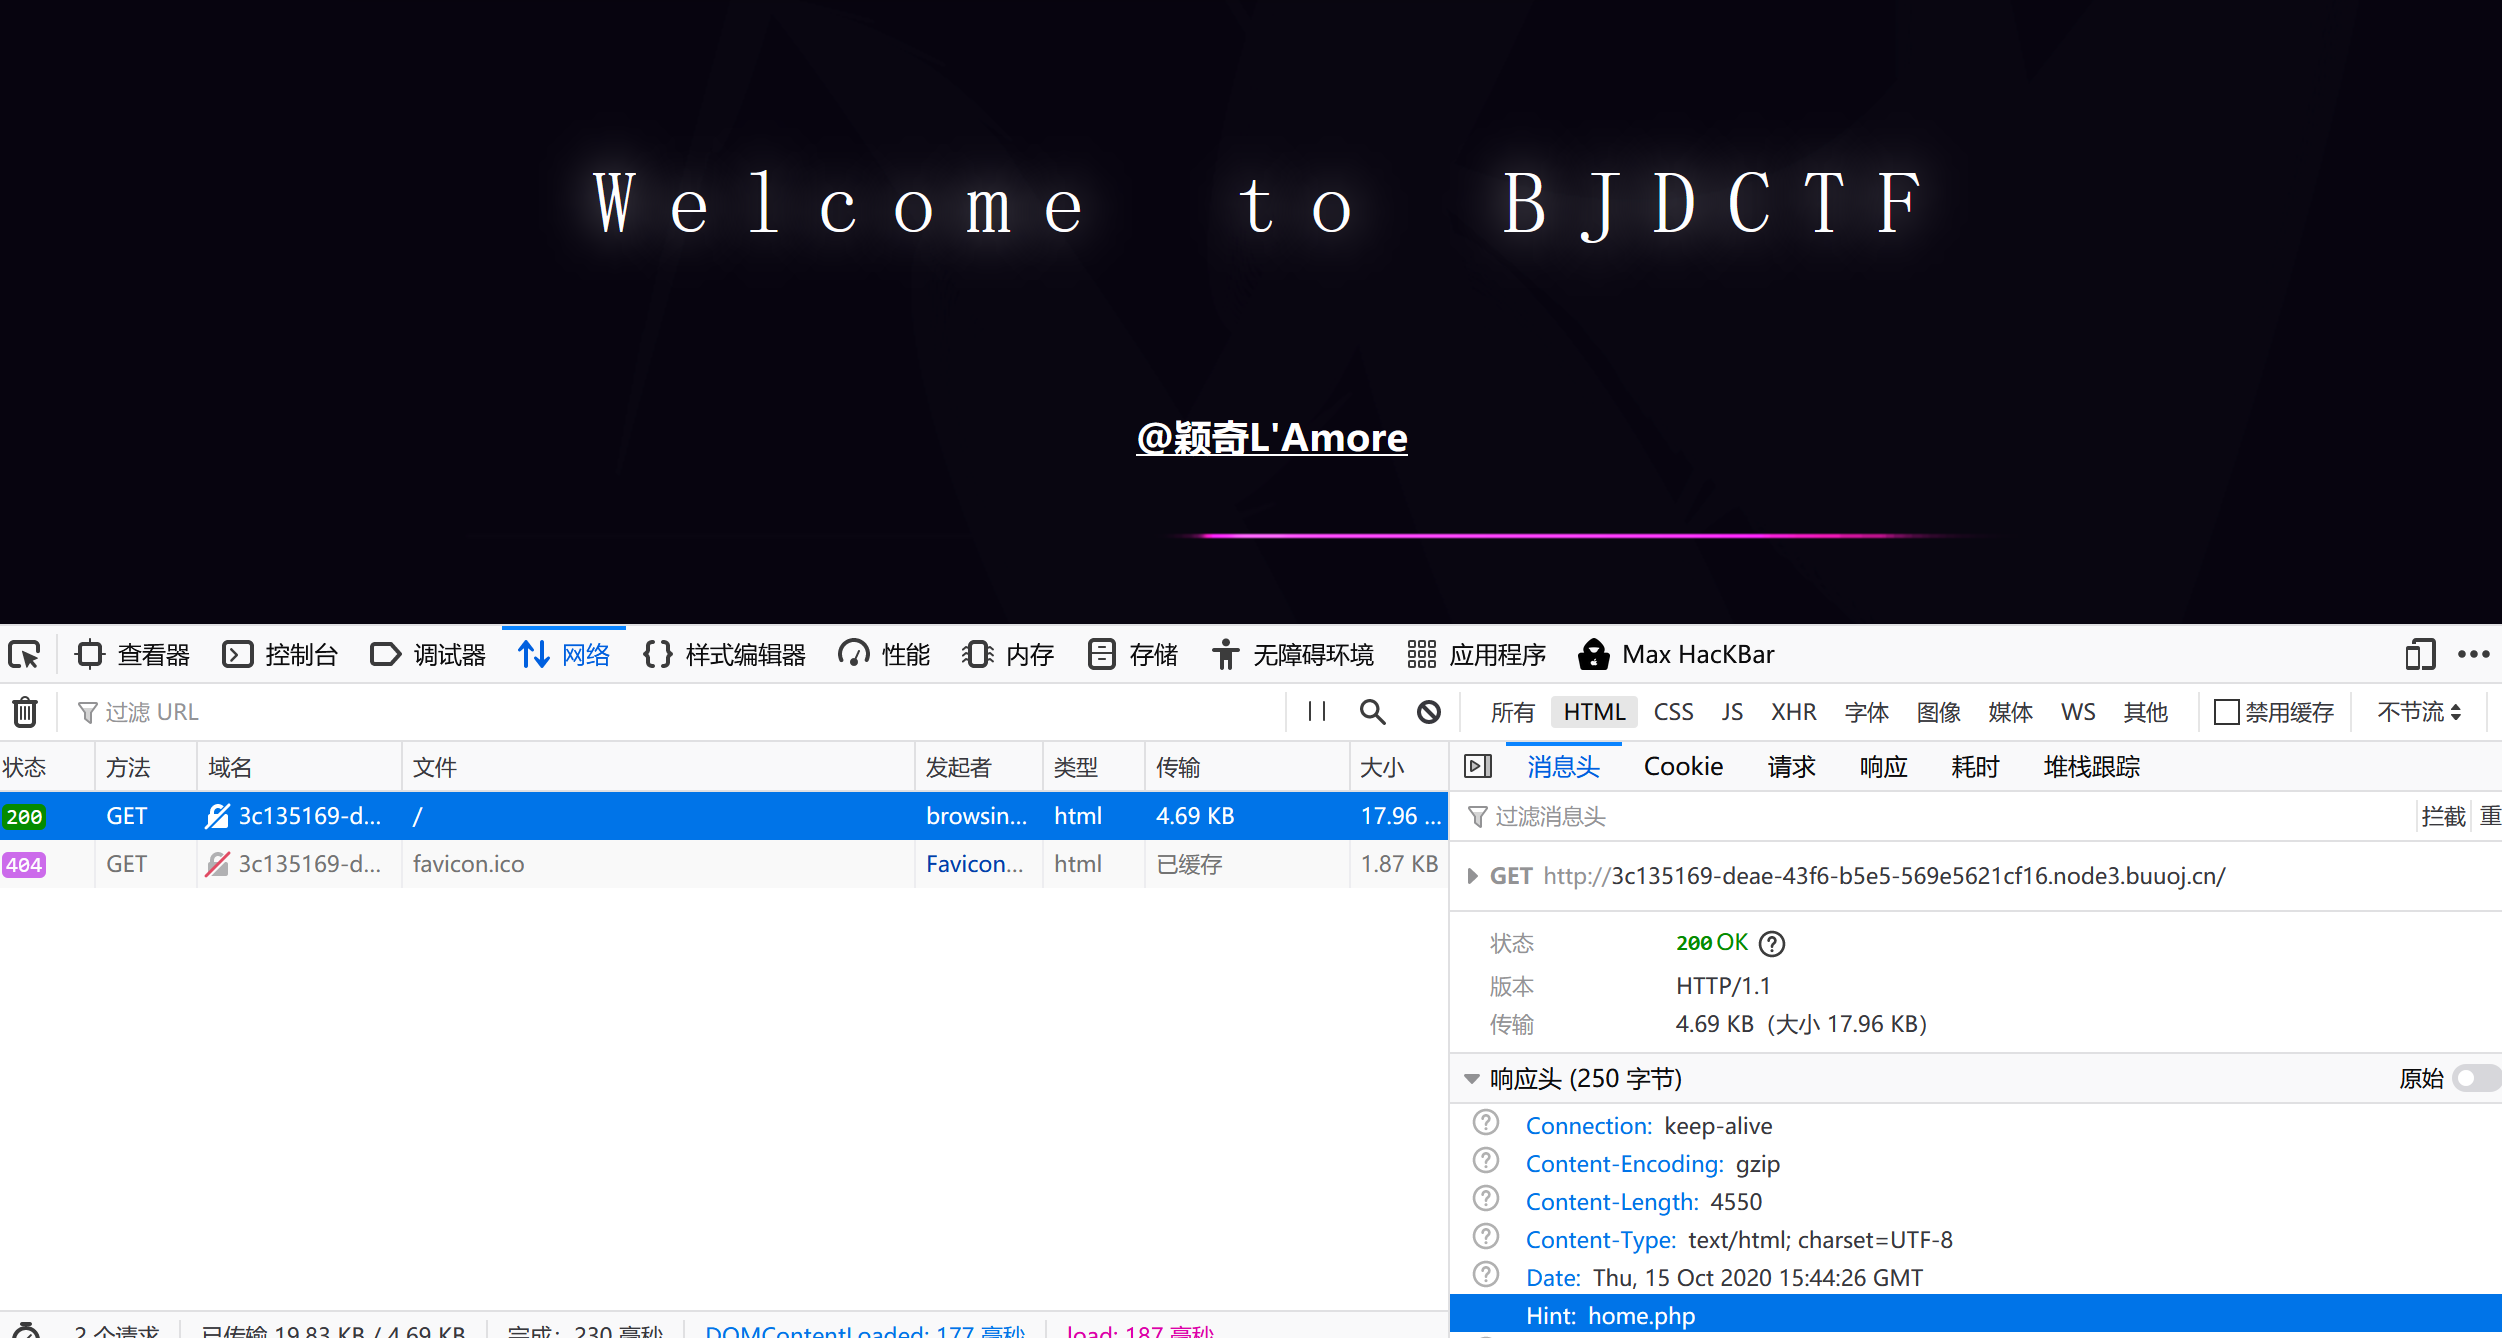 Welcome to BJDCTF
@颖奇L'Amore
查看器 控制台 调试器 网络 {} 样式编辑器 性能 内存 存储 无障碍环境 应用程序 Max HacKBar
过滤 URL 所有 HTML CSS JS XHR 字体 图像 媒体 WS 其他 禁用缓存 不节流
状态 方法 域名 文件 发起者 类型 传输 大小 消息头 Cookie 请求 响应 耗时 堆栈跟踪
200 GET 3c135169-d... / browsin... html 4.69 KB 17.96 ... 过滤消息头 拦截 重
404 GET 3c135169-d... favicon.ico Favicon... html 已缓存 1.87 KB
GET http://3c135169-deae-43f6-b5e5-569e5621cf16.node3.buuoj.cn/
状态 200 OK
版本 HTTP/1.1
传输 4.69 KB（大小 17.96 KB）
响应头 (250 字节) 原始
Connection: keep-alive
Content-Encoding: gzip
Content-Length: 4550
Content-Type: text/html; charset=UTF-8
Date: Thu, 15 Oct 2020 15:44:26 GMT
Hint: home.php
2 个请求 已传输 19.83 KB / 4.69 KB 完成：230 毫秒 DOMContentLoaded: 177 毫秒 load: 187 毫秒